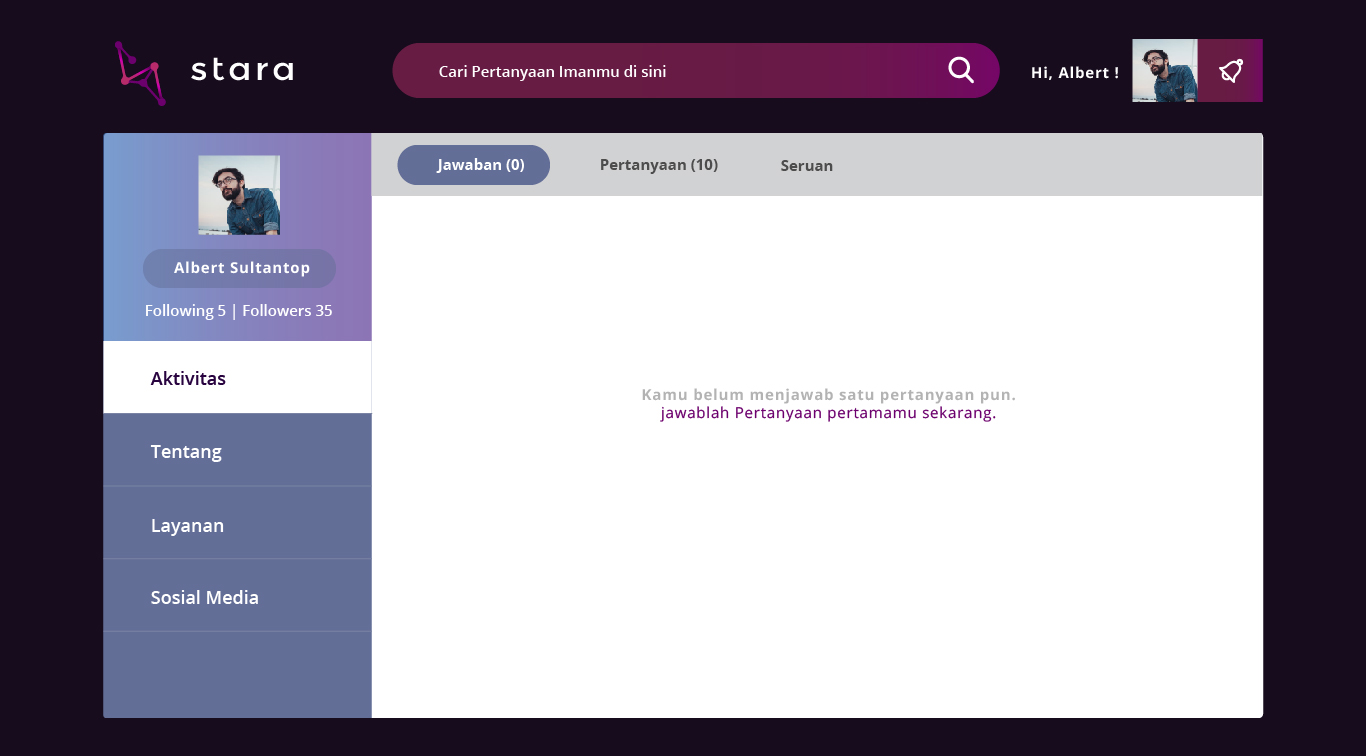 stara
Cari Pertanyaan Imanmu di sini
Hi, Albert !
Albert Sultantop
Following 5 | Followers 35
Aktivitas
Tentang
Layanan
Sosial Media
Jawaban (0)
Pertanyaan (10)
Seruan
Kamu belum menjawab satu pertanyaan pun.
jawablah Pertanyaan pertamamu sekarang.